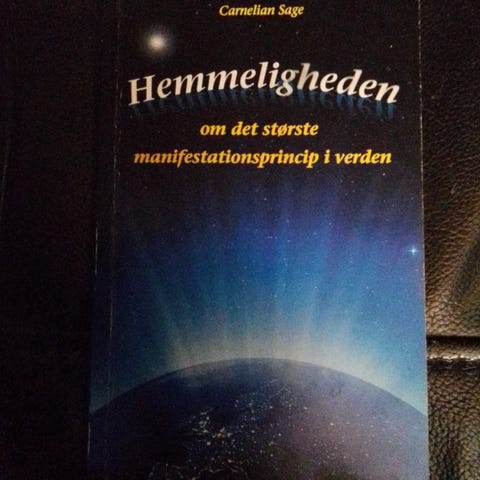 Carnelian Sage
Hemmeligheden
om det største
manifestationsprincip i verden